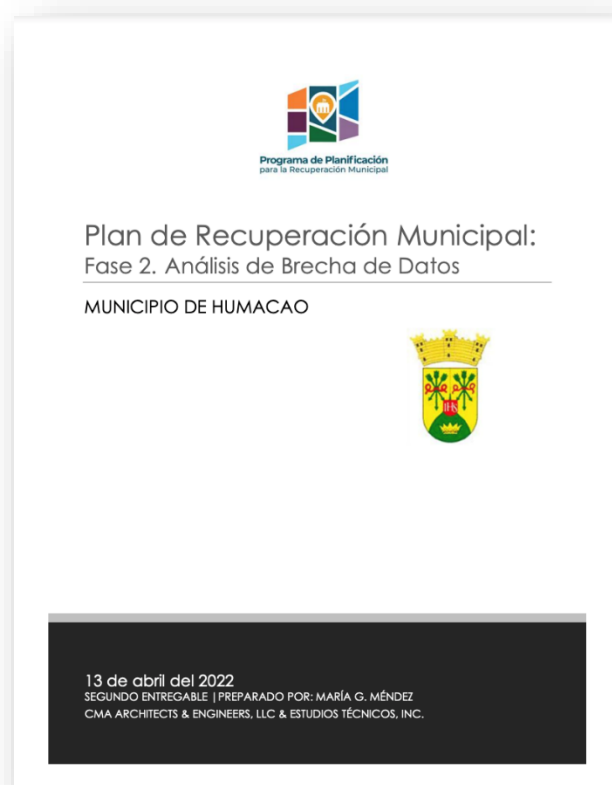 Programa de Planificación
para la Recuperación Municipal
Plan de Recuperación Municipal:
Fase 2. Análisis de Brecha de Datos
MUNICIPIO DE HUMACAO
IHS
13 de abril del 2022
SEGUNDO ENTREGABLE | PREPARADO POR: MARÍA G. MÉNDEZ
CMA ARCHITECTS & ENGINEERS, LLC & ESTUDIOS TÉCNICOS, INC.